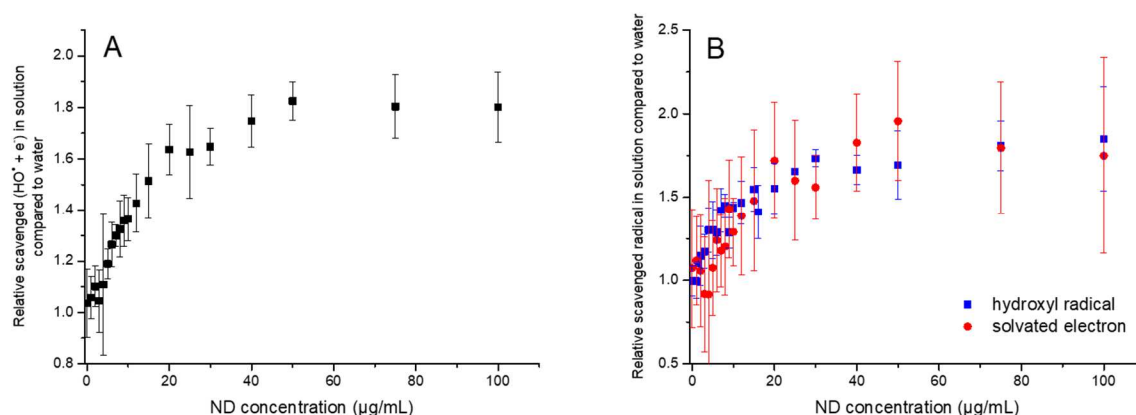 A
Relative scavenged (HO• + e-) in solution
compared to water
2.0
1.8
1.6
1.4
1.2
1.0
0.8
0
20
40
60
80
100
ND concentration (µg/mL)
B
Relative scavenged radical in solution compared to water
2.5
2.0
1.5
1.0
0.5
0
20
40
60
80
100
hydroxyl radical
solvated electron
ND concentration (µg/mL)